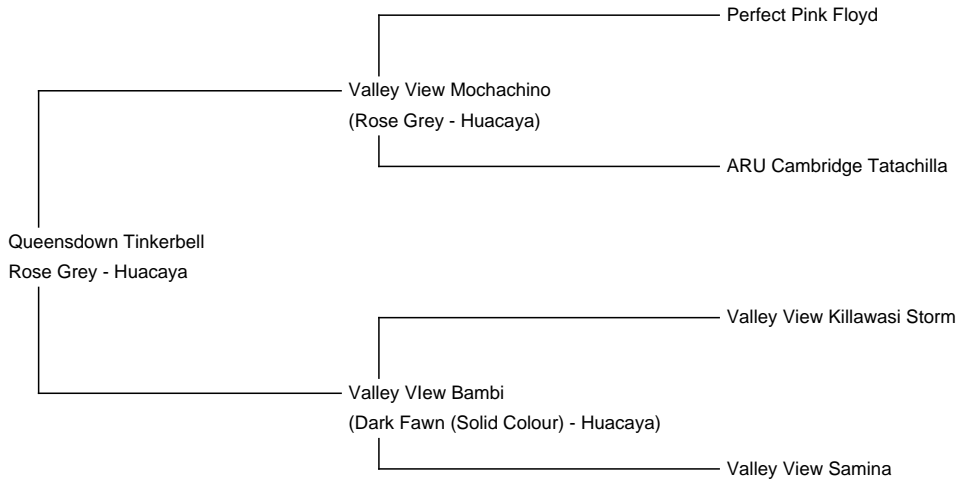 Perfect Pink Floyd
Valley View Mochachino
(Rose Grey - Huacaya)
ARU Cambridge Tatachilla
Queensdown Tinkerbell
Rose Grey - Huacaya
Valley View Killawasi Storm
Valley VIew Bambi
(Dark Fawn (Solid Colour) - Huacaya)
Valley View Samina